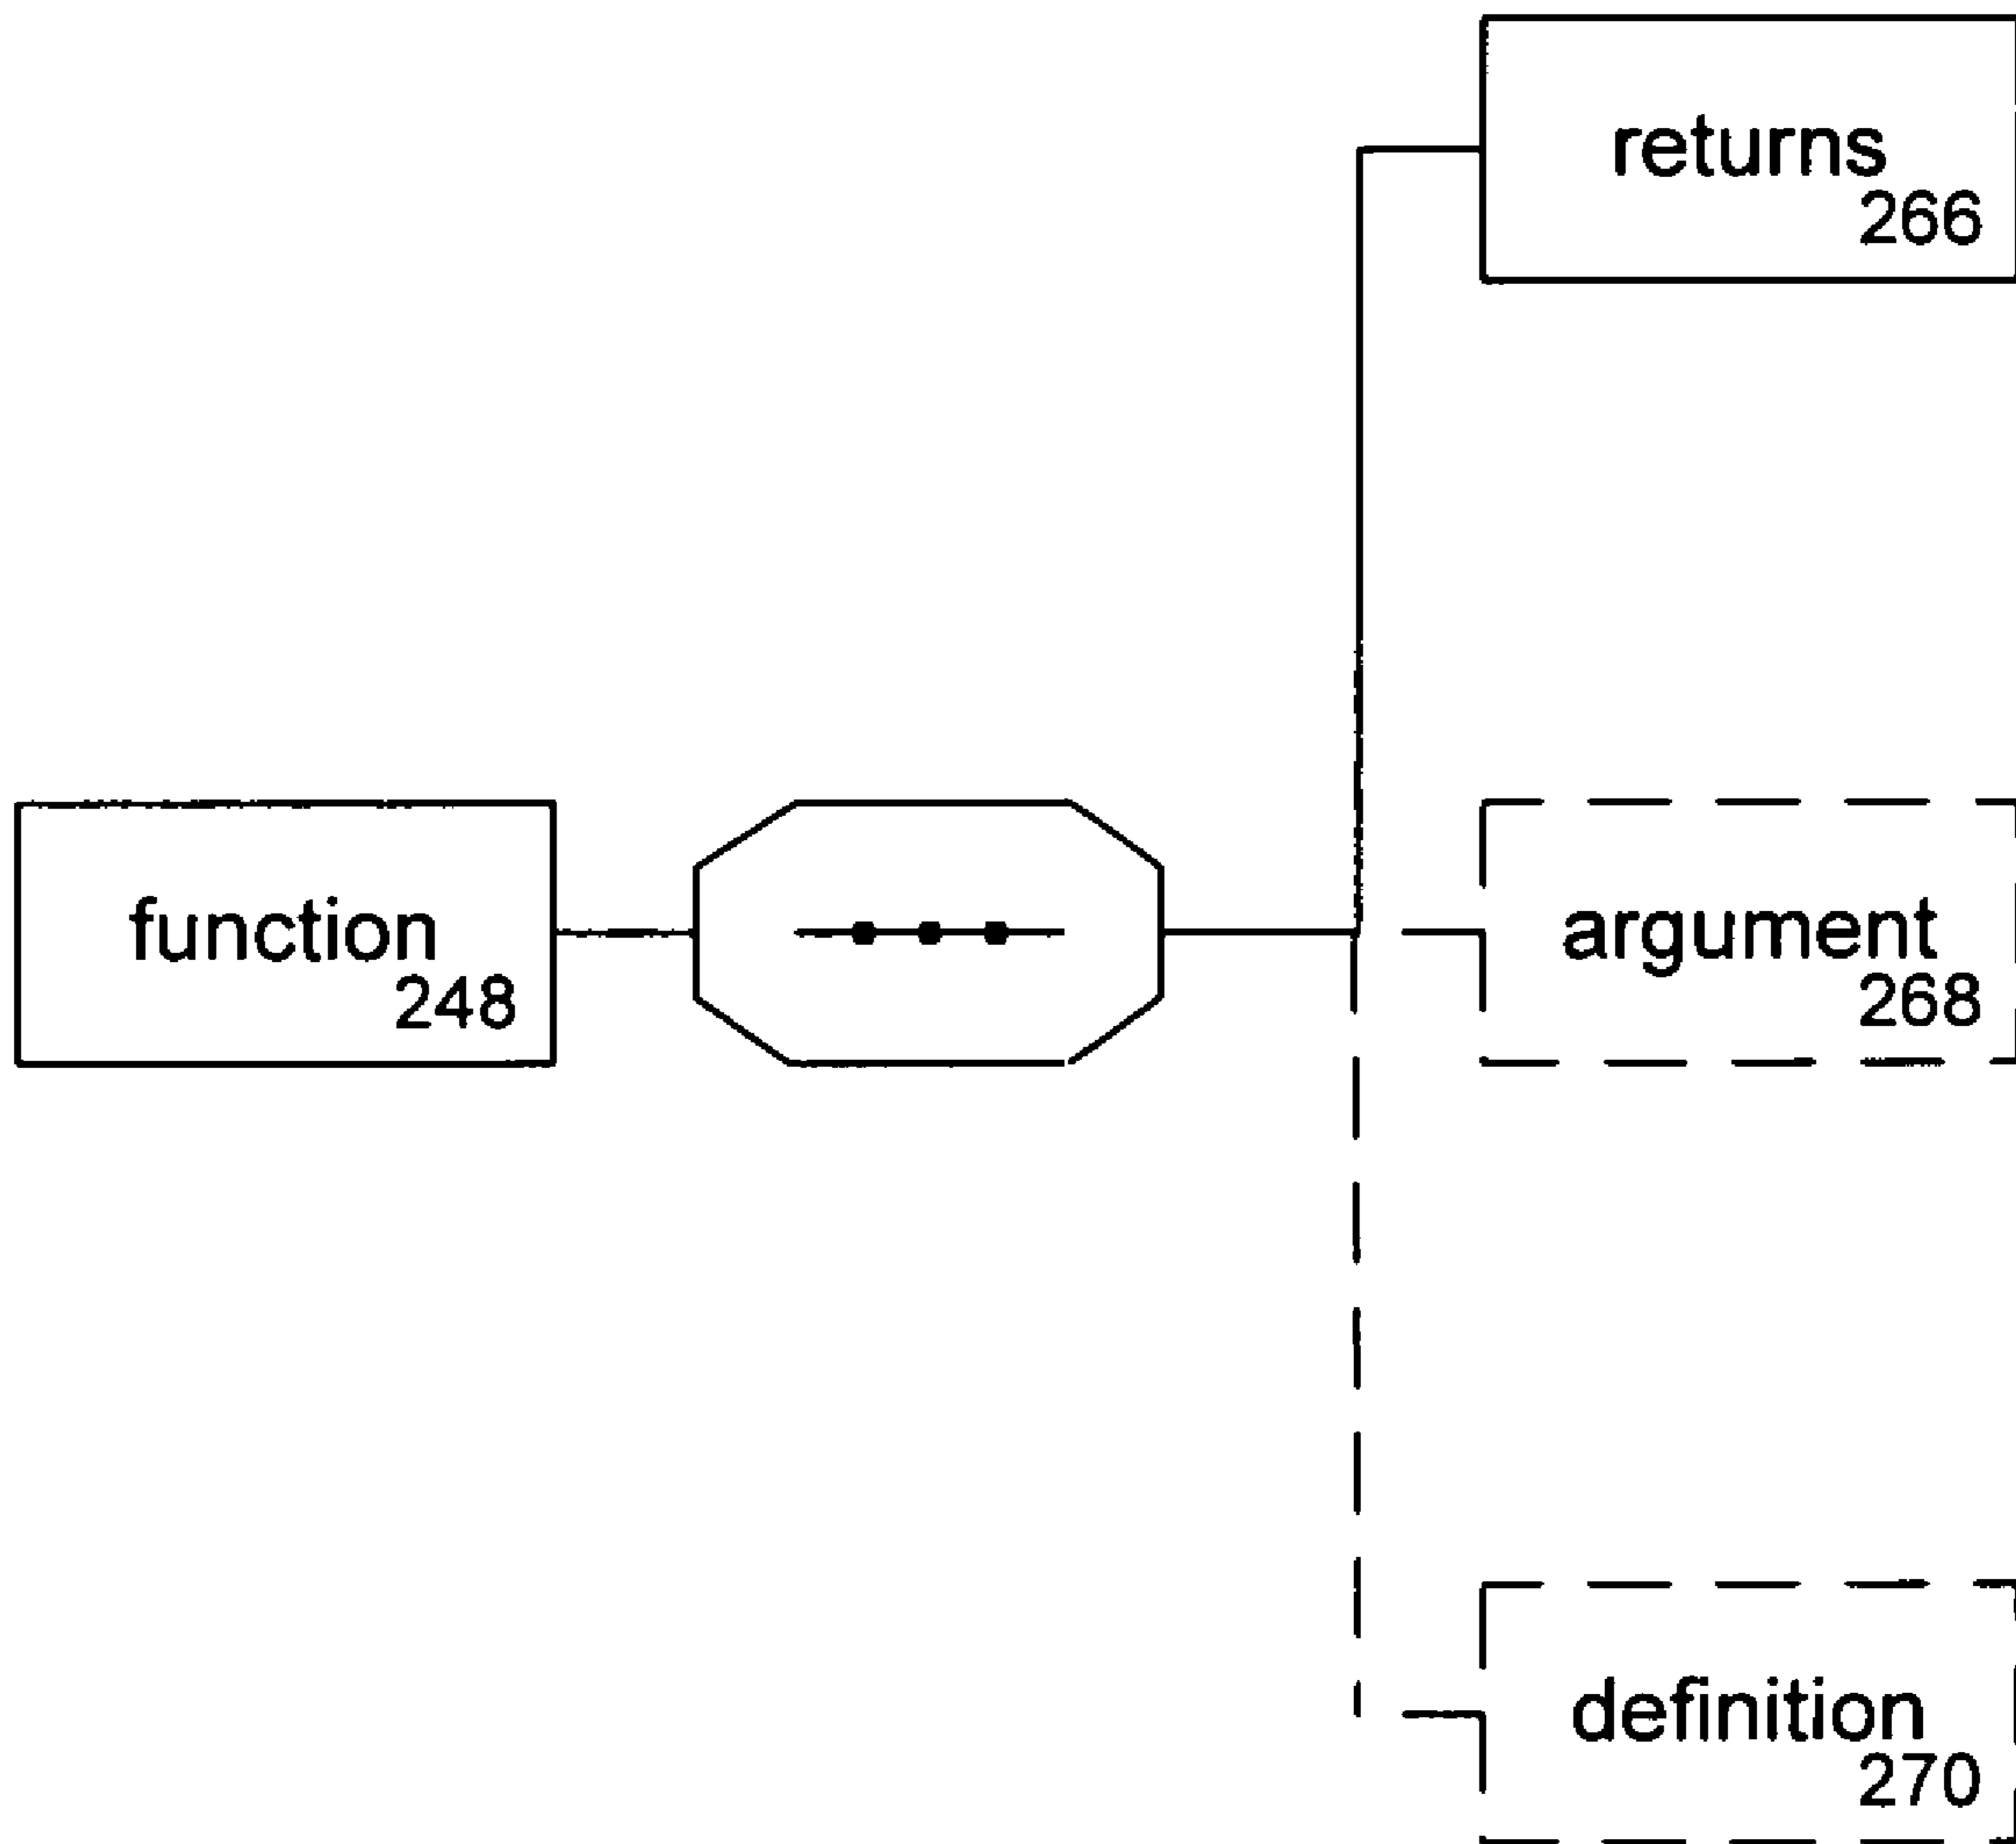 returns
266
function
248
argument
268
definition
270